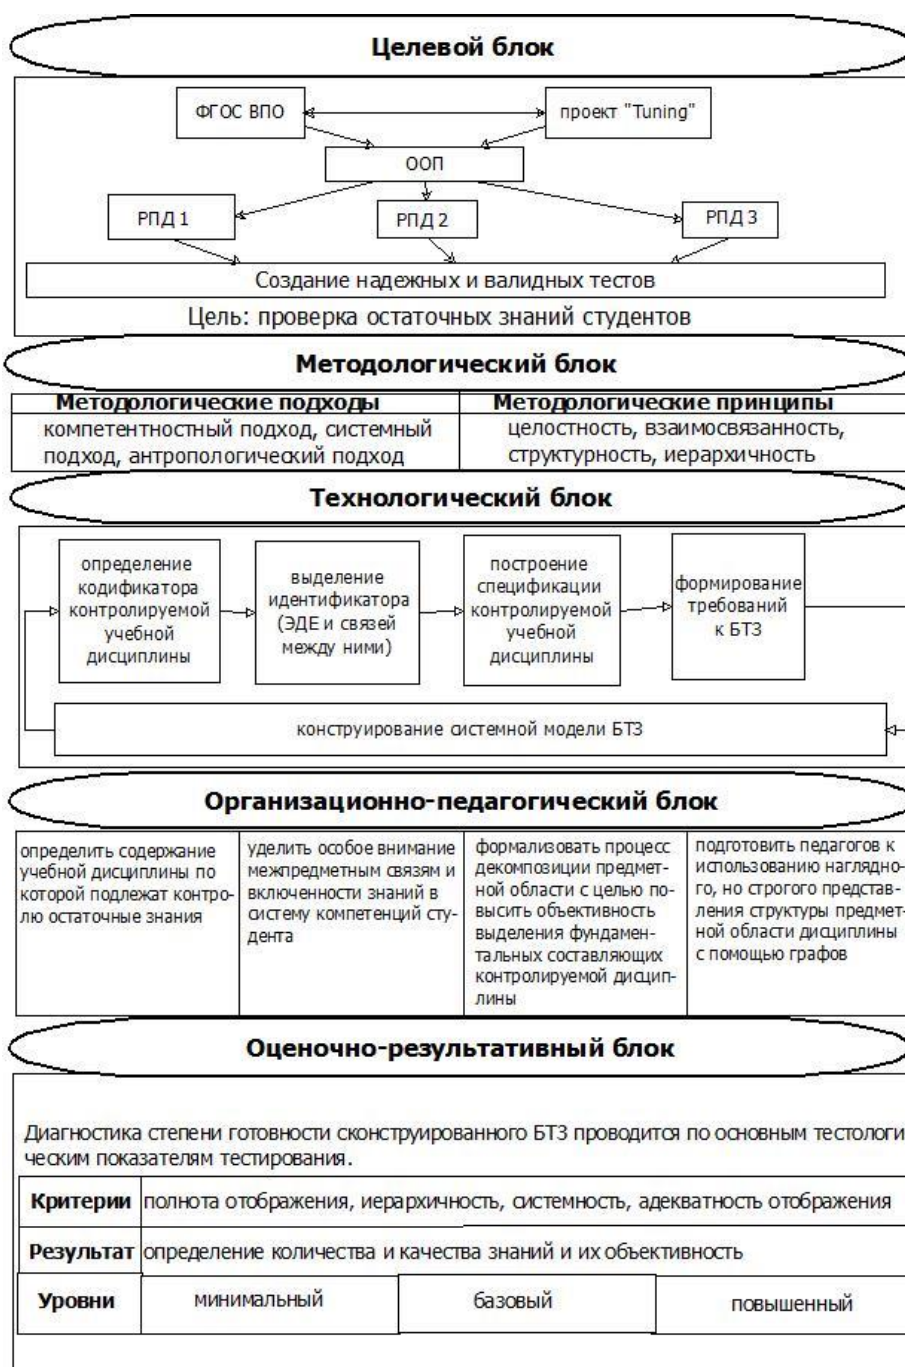 Целевой блок
ФГОС ВПО
проект "Tuning"
ООП
РПД 1
РПД 2
РПД 3
Создание надежных и валидных тестов
Цель: проверка остаточных знаний студентов
Методологический блок
Методологические подходы
компетентностный подход, системный
подход, антропологический подход
Методологические принципы
целостность, взаимосвязанность,
структурность, иерархичность
Технологический блок
определение
кодификатора
контролируемой
учебной
дисциплины
выделение
идентификатора
(ЭДЕ и связей
между ними)
построение
спецификации
контролируемой
учебной
дисциплины
формирование
требований
к БТЗ
конструирование системной модели БТЗ
Организационно-педагогический блок
определить содержание
учебной дисциплины по
которой подлежат контро-
лю остаточные знания
уделить особое внимание
межпредметным связям и
включенности знаний в
систему компетенций сту-
дента
формализовать процесс
декомпозиции предмет-
ной области с целью по-
высить объективность
выделения фундамен-
тальных составляющих
контролируемой дисцип-
лины
подготовить педагогов к
использованию наглядно-
го, но строгого представ-
ления структуры предмет-
ной области дисциплины
с помощью графов
Оценочно-результативный блок
Диагностика степени готовности сконструированного БТЗ проводится по основным тестологи
ческим показателям тестирования.
Критерии полнота отображения, иерархичность, системность, адекватность отображения
Результат определение количества и качества знаний и их объективность
Уровни минимальный базовый повышенный